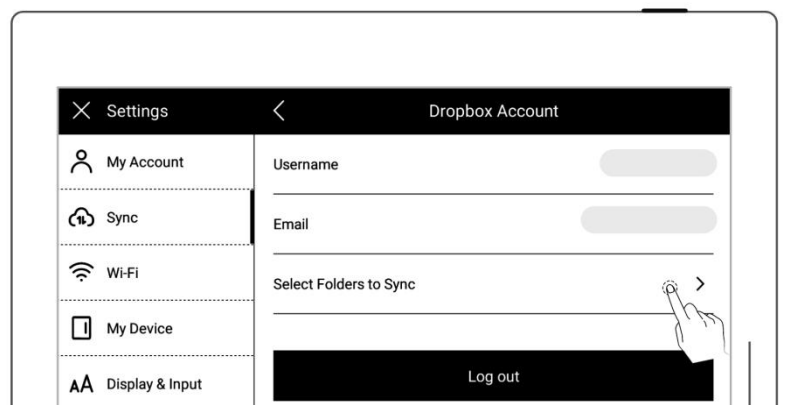 Settings
Dropbox Account
My Account
Username
Sync
Email
Wi-Fi
Select Folders to Sync
My Device
Display & Input
Log out